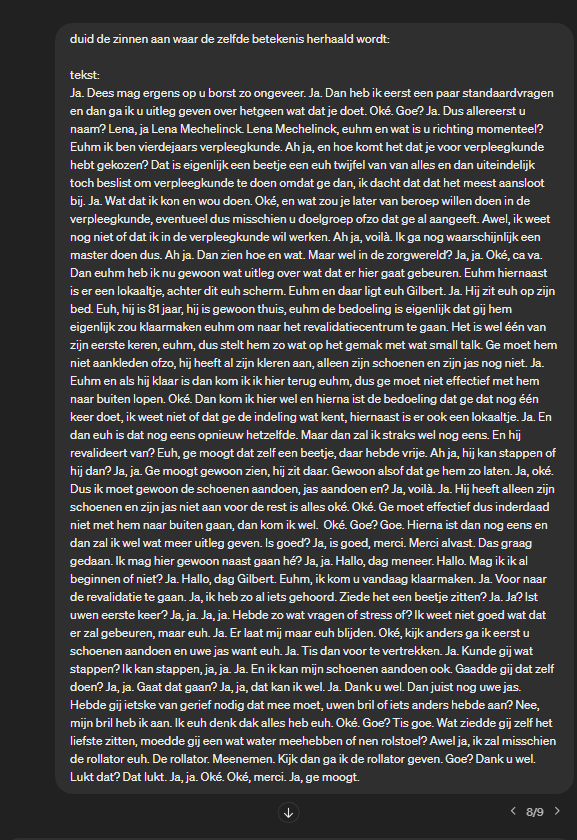 duid de zinnen aan waar de zelfde betekenis herhaald wordt:
tekst:
Ja. Dees mag ergens op u borst zo ongeveer. Ja. Dan heb ik eerst een paar standaardvragen
en dan ga ik u uitleg geven over hetgeen wat dat je doet. Oké. Goe? Ja. Dus allereerst u
naam? Lena, ja Lena Mechelinck. Lena Mechelinck, euhm en wat is u richting momenteel?
Euhm ik ben vierdejaars verpleegkunde. Ah ja, en hoe komt het dat je voor verpleegkunde
hebt gekozen? Dat is eigenlijk een beetje een euh twijfel van van alles en dan uiteindelijk
toch beslist om verpleegkunde te doen omdat ge dan, ik dacht dat dat het meest aansloot
bij. Ja. Wat dat ik kon en wou doen. Oké, en wat zou je later van beroep willen doen in de
verpleegkunde, eventueel dus misschien u doelgroep ofzo dat ge al aangeeft. Awel, ik weet
nog niet of dat ik in de verpleegkunde wil werken. Ah ja, voilà. Ik ga nog waarschijnlijk een
master doen dus. Ah ja. Dan zien hoe en wat. Maar wel in de zorgwereld? Ja, ja. Oké, ca va.
Dan euhm heb ik nu gewoon wat uitleg over wat dat er hier gaat gebeuren. Euhm hiernaast
is er een lokaaltje, achter dit euh scherm. Euhm en daar ligt euh Gilbert. Ja. Hij zit euh op zijn
bed. Euh, hij is 81 jaar, hij is gewoon thuis, euhm de bedoeling is eigenlijk dat gij hem
eigenlijk zou klaarmaken euhm om naar het revalidatiecentrum te gaan. Het is wel één van
zijn eerste keren, euhm, dus stelt hem zo wat op het gemak met wat small talk. Ge moet hem
niet aankleden ofzo, hij heeft al zijn kleren aan, alleen zijn schoenen en zijn jas nog niet. Ja.
Euhm en als hij klaar is dan kom ik ik hier terug euhm, dus ge moet niet effectief met hem
naar buiten lopen. Oké. Dan kom ik hier wel en hierna ist de bedoeling dat ge dat nog één
keer doet, ik weet niet of dat ge de indeling wat kent, hiernaast is er ook een lokaaltje. Ja. En
dan euh is dat nog eens opnieuw hetzelfde. Maar dan zal ik straks wel nog eens. En hij
revalideert van? Euh, ge moogt dat zelf een beetje, daar hebde vrije. Ah ja, hij kan stappen of
hij dan? Ja, ja. Ge moogt gewoon zien, hij zit daar. Gewoon alsof dat ge hem zo laten. Ja, oké.
Dus ik moet gewoon de schoenen aandoen, jas aandoen en? Ja, voilà. Ja. Hij heeft alleen zijn
schoenen en zijn jas niet aan voor de rest is alles oké. Oké. Ge moet effectief dus inderdaad
niet met hem naar buiten gaan, dan kom ik wel.  Oké. Goe? Goe. Hierna ist dan nog eens en
dan zal ik wel wat meer uitleg geven. Is goed? Ja, is goed, merci. Merci alvast. Das graag
gedaan. Ik mag hier gewoon naast gaan hé? Ja, ja. Hallo, dag meneer. Hallo. Mag ik ik al
beginnen of niet? Ja. Hallo, dag Gilbert. Euhm, ik kom u vandaag klaarmaken. Ja. Voor naar
de revalidatie te gaan. Ja, ik heb zo al iets gehoord. Ziede het een beetje zitten? Ja. Ja? Ist
uwen eerste keer? Ja, ja. Ja, ja. Hebde zo wat vragen of stress of? Ik weet niet goed wat dat
er zal gebeuren, maar euh. Ja. Er laat mij maar euh blijden. Oké, kijk anders ga ik eerst u
schoenen aandoen en uwe jas want euh. Ja. Tis dan voor te vertrekken. Ja. Kunde gij wat
stappen? Ik kan stappen, ja, ja. Ja. En ik kan mijn schoenen aandoen ook. Gaadde gij dat zelf
doen? Ja, ja. Gaat dat gaan? Ja, ja, dat kan ik wel. Ja. Dank u wel. Dan juist nog uwe jas.
Hebde gij ietske van gerief nodig dat mee moet, uwen bril of iets anders hebde aan? Nee,
mijn bril heb ik aan. Ik euh denk dak alles heb euh. Oké. Goe? Tis goe. Wat ziedde gij zelf het
liefste zitten, moedde gij een wat water meehebben of nen rolstoel? Awel ja, ik zal misschien
de rollator euh. De rollator. Meenemen. Kijk dan ga ik de rollator geven. Goe? Dank u wel.
Lukt dat? Dat lukt. Ja, ja. Oké. Oké, merci. Ja, ge moogt.
8/9